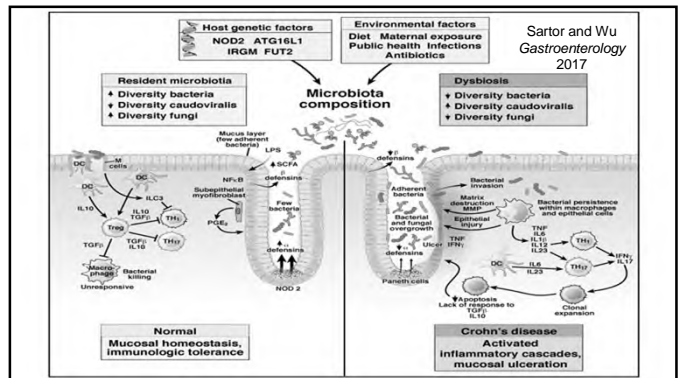 Host genetic factors
NOD2 ATG16L1
IRGM FUT2
Environmental factors
Diet Maternal exposure
Public health Infections
Antibiotics
Sartor and Wu
Gastroenterology
2017
Resident microbiotia
Diversity bacteria
Diversity caudoviralis
Diversity fungi
Microbiota
composition
Dysbiosis
Diversity bacteria
Diversity caudoviralis
Diversity fungi
Mucus layer
(few adherent
bacteria)
LPS
SCFA
NFκB
β
defensins
Subepithelial
myofibroblast
PGE₂
Few
bacteria
α
defensins
NOD 2
DC
M
cells
DC
DC
ILC3
IL10
IL10
TGFβ
TH₁
Treg
TGFβ
IL10
TH₁₇
TGFβ
Macro-
phage
Bacterial
killing
Unresponsive
β
defensins
Adherent
bacteria
Bacterial
and fungal
overgrowth
Ulcer
α
defensins
Paneth cells
Bacterial
invasion
Matrix
destruction
MMP
Epithelial
injury
Bacterial persistence
within macrophages
and epithelial cells
TNF
IFNγ
TNF
IL6
IL1β
IL12
IL23
TH₁
DC
IL6
IL23
TH₁₇
IFNγ
IL17
Clonal
expansion
Apoptosis
Lack of response to
TGFβ
IL10
Normal
Mucosal homeostasis,
immunologic tolerance
Crohn's disease
Activated
inflammatory cascades,
mucosal ulceration